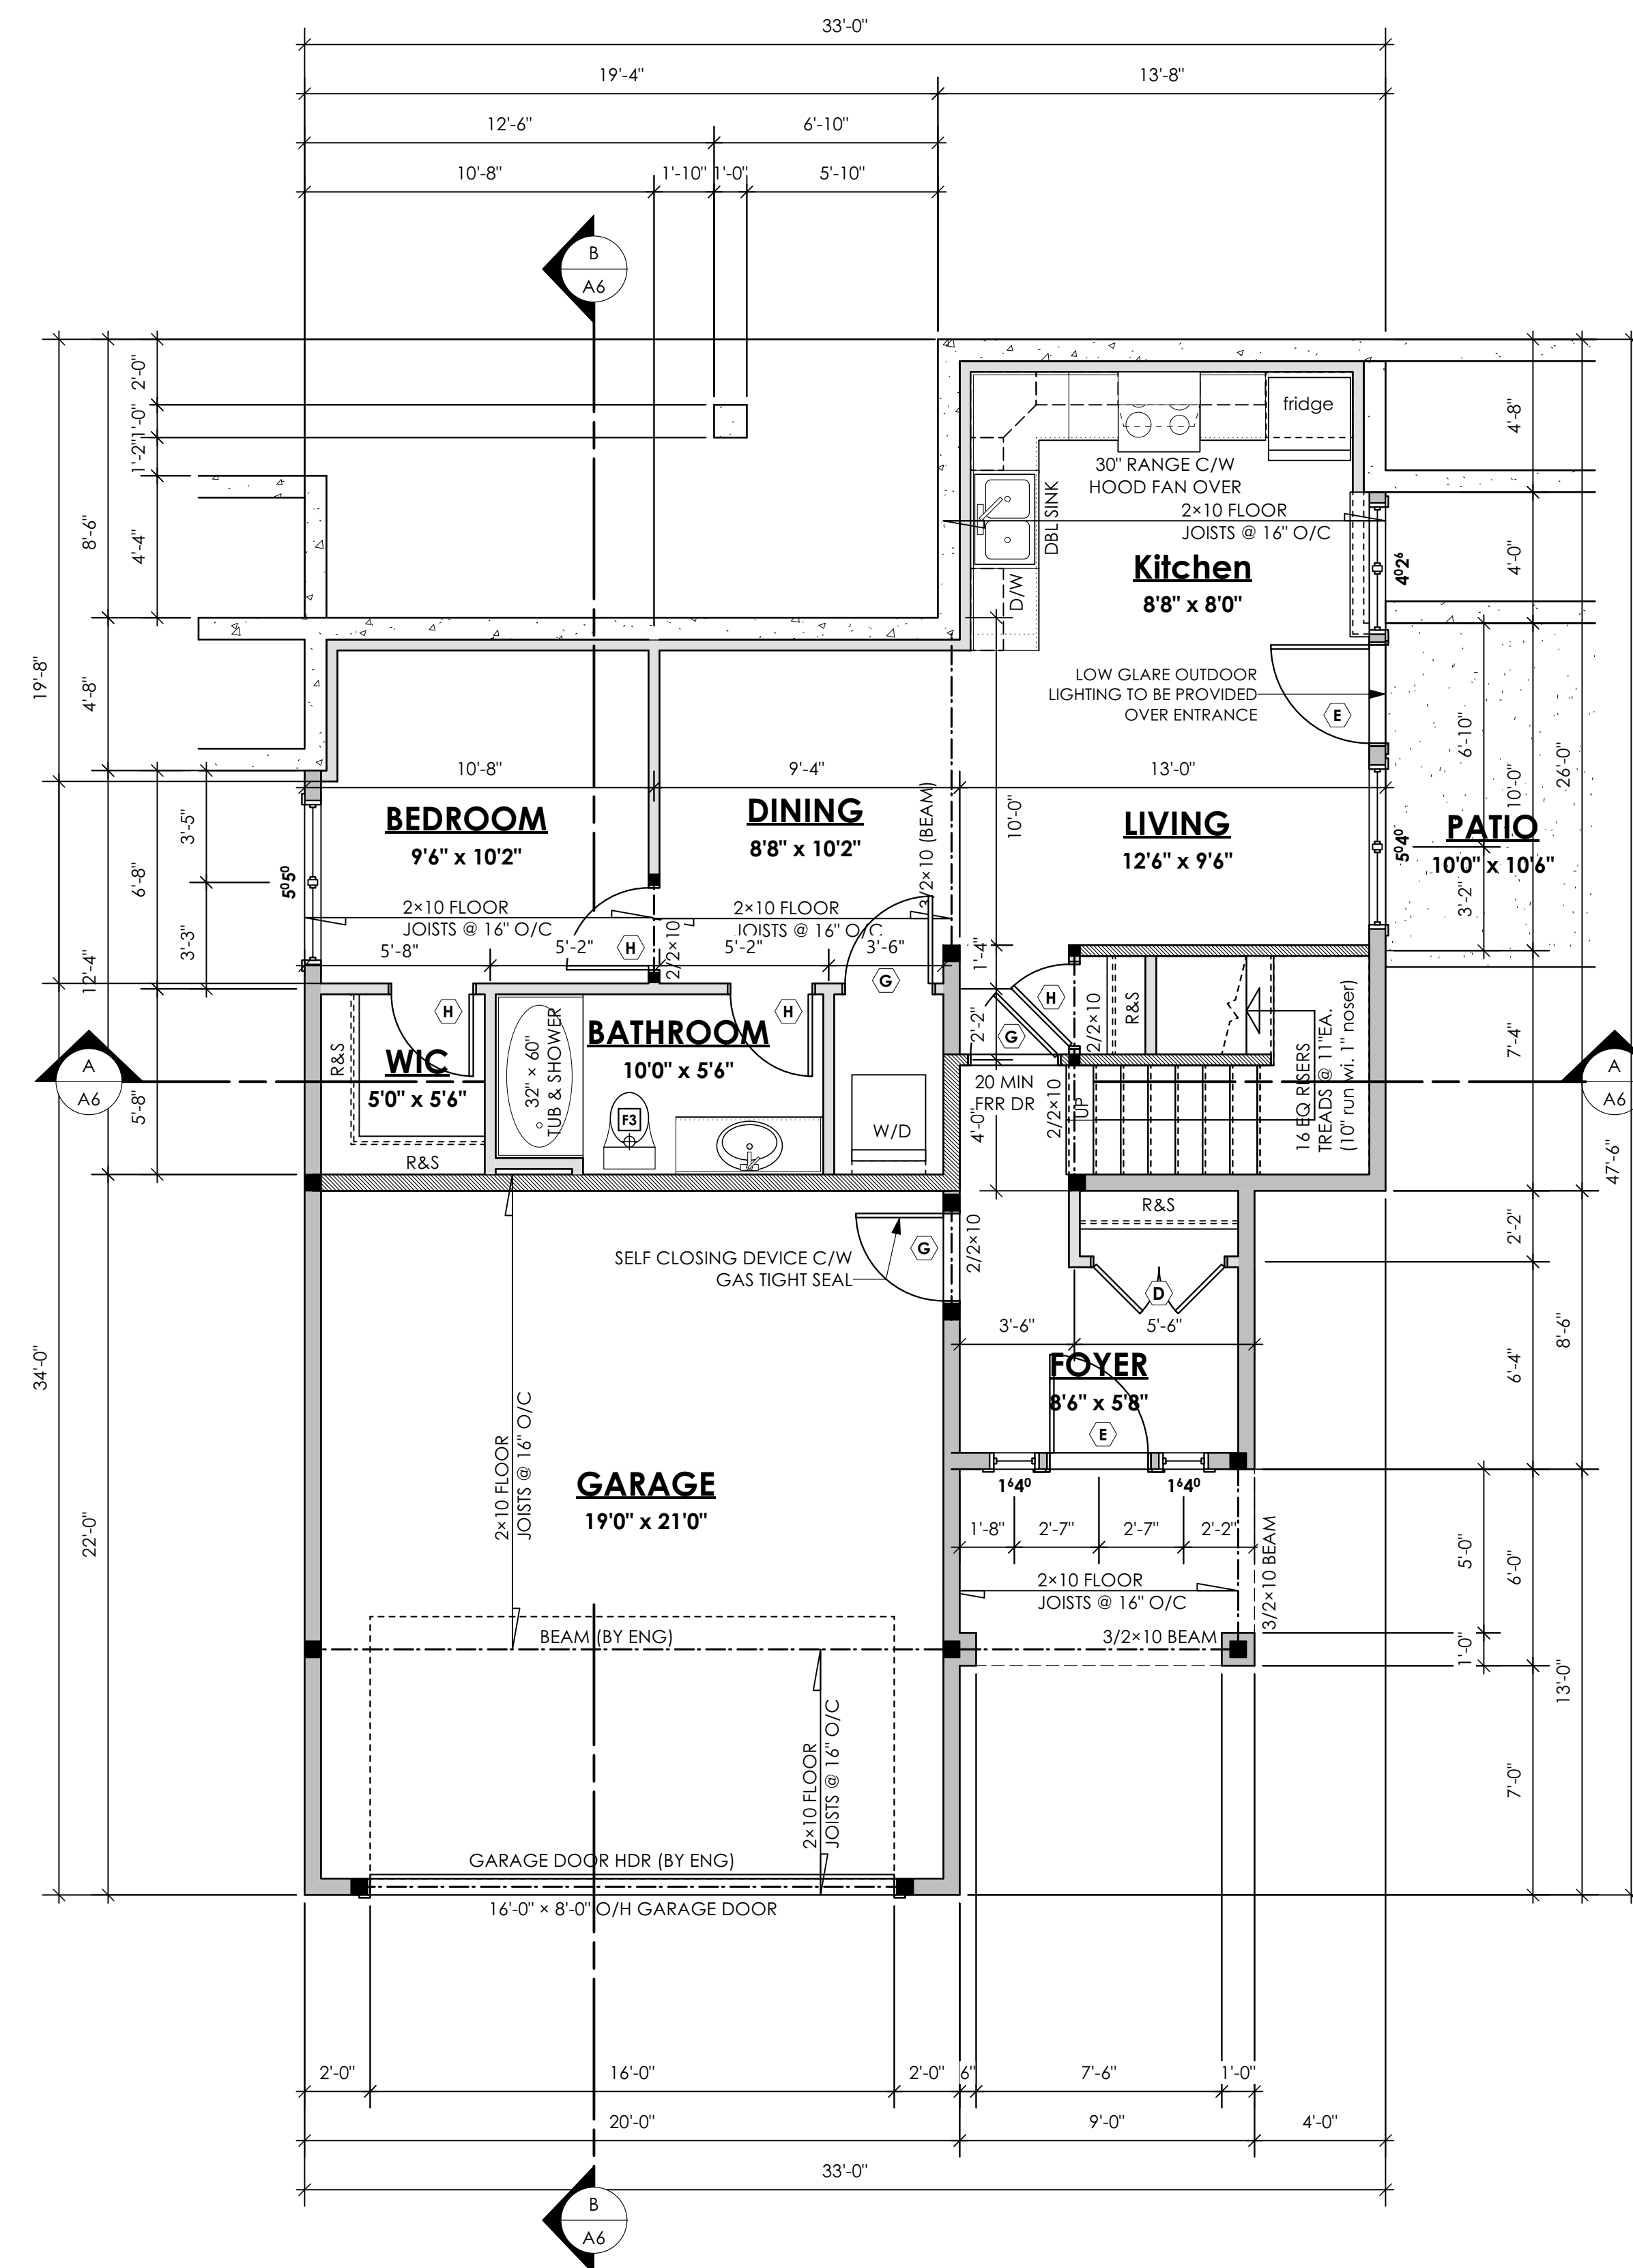 33'-0"
19'-4"
13'-8"
12'-6"
6'-10"
10'-8"
1'-10"
1'-0"
5'-10"
B
A6
2'-0"
1'-0"
1'-2"
4'-4"
8'-6"
4'-8"
19'-8"
fridge
30" RANGE C/W
HOOD FAN OVER
2×10 FLOOR
JOISTS @ 16" O/C
DBL SINK
D/W
Kitchen
8'8" x 8'0"
4⁰2⁶
4'-8"
4'-0"
LOW GLARE OUTDOOR
LIGHTING TO BE PROVIDED
OVER ENTRANCE
E
6'-10"
10'-0"
26'-0"
10'-8"
9'-4"
13'-0"
BEDROOM
9'6" x 10'2"
DINING
8'8" x 10'2"
3/2×10 (BEAM)
10'-0"
LIVING
12'6" x 9'6"
5⁰4⁰
PATIO
10'0" x 10'6"
3'-2"
3'-5"
6'-8"
3'-3"
12'-4"
5⁰5⁰
2×10 FLOOR
JOISTS @ 16" O/C
2×10 FLOOR
JOISTS @ 16" O/C
5'-8"
5'-2"
H
2/2×10
5'-2"
3'-6"
G
1'-4"
2'-2"
H
H
H
G
2/2×10
R&S
R&S
WIC
5'0" x 5'6"
R&S
32" × 60"
TUB & SHOWER
BATHROOM
10'0" x 5'6"
F3
W/D
20 MIN
FRR DR
4'-0"
2/2×10
UP
16 EQ RISERS
TREADS @ 11"EA.
(10" run wi. 1" noser)
7'-4"
A
A6
A
A6
5'-8"
47'-6"
SELF CLOSING DEVICE C/W
GAS TIGHT SEAL
G
2/2×10
R&S
D
2'-2"
3'-6"
5'-6"
6'-4"
8'-6"
FOYER
8'6" x 5'8"
E
34'-0"
22'-0"
2×10 FLOOR
JOISTS @ 16" O/C
GARAGE
19'0" x 21'0"
1⁶4⁰
1⁶4⁰
1'-8"
2'-7"
2'-7"
2'-2"
2×10 FLOOR
JOISTS @ 16" O/C
3/2×10 BEAM
5'-0"
6'-0"
BEAM (BY ENG)
3/2×10 BEAM
1'-0"
13'-0"
2×10 FLOOR
JOISTS @ 16" O/C
7'-0"
GARAGE DOOR HDR (BY ENG)
16'-0" × 8'-0" O/H GARAGE DOOR
2'-0"
16'-0"
2'-0"
6"
7'-6"
1'-0"
20'-0"
9'-0"
4'-0"
33'-0"
B
A6